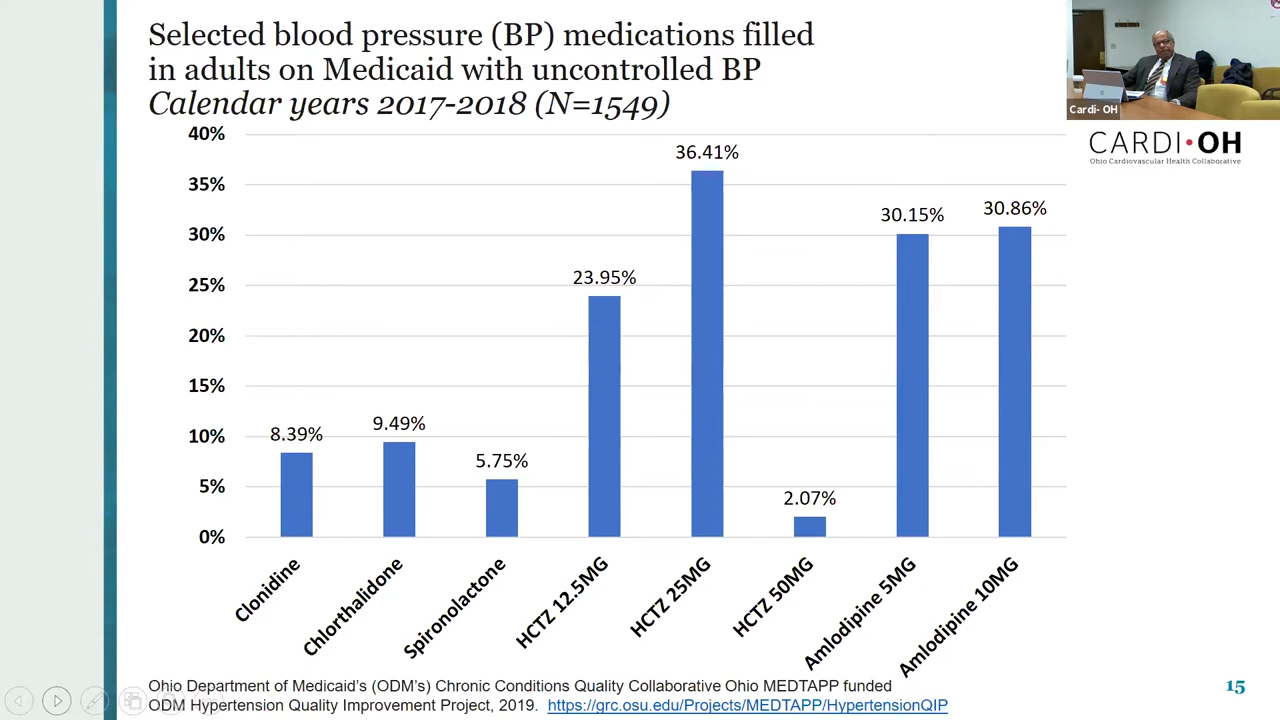 Selected blood pressure (BP) medications filled
in adults on Medicaid with uncontrolled BP
Calendar years 2017-2018 (N=1549)
Cardi- OH
CARDI•OH
Ohio Cardiovascular Health Collaborative
40%
35%
30%
25%
20%
15%
10%
5%
0%
8.39%
9.49%
5.75%
23.95%
36.41%
2.07%
30.15%
30.86%
Clonidine
Chlorthalidone
Spironolactone
HCTZ 12.5MG
HCTZ 25MG
HCTZ 50MG
Amlodipine 5MG
Amlodipine 10MG
Ohio Department of Medicaid's (ODM's) Chronic Conditions Quality Collaborative Ohio MEDTAPP funded
ODM Hypertension Quality Improvement Project, 2019. https://grc.osu.edu/Projects/MEDTAPP/HypertensionQIP
15